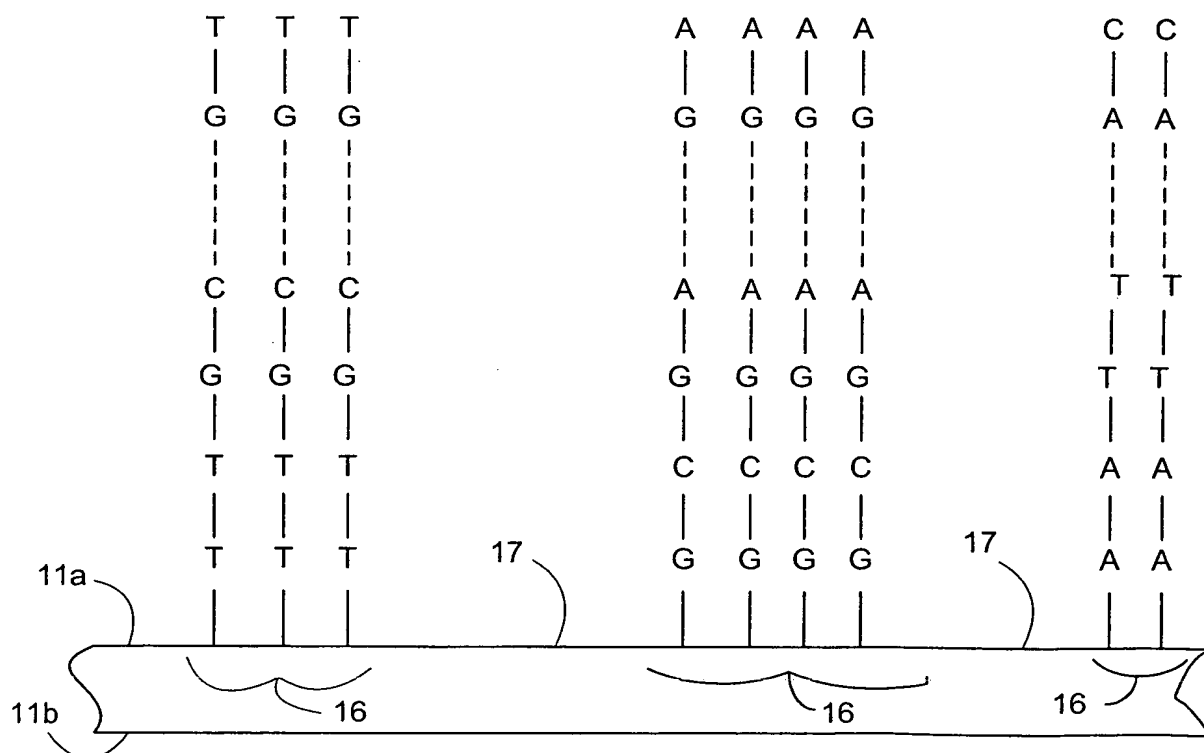 T T T A A A A C C
G G G G G G G A A
C C C A A A A T T
G G G G G G G T T
T T T C C C C A A
T T T G G G G A A
11a 17 17
16 16 16
11b